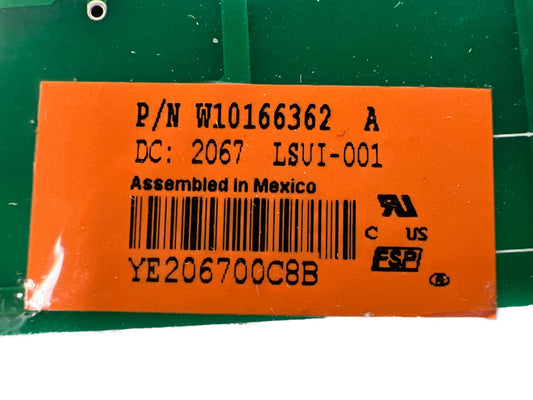 P/N W10166362 A
DC: 2067 LSUI-001
Assembled in Mexico
C US
FSP
YE206700C8B